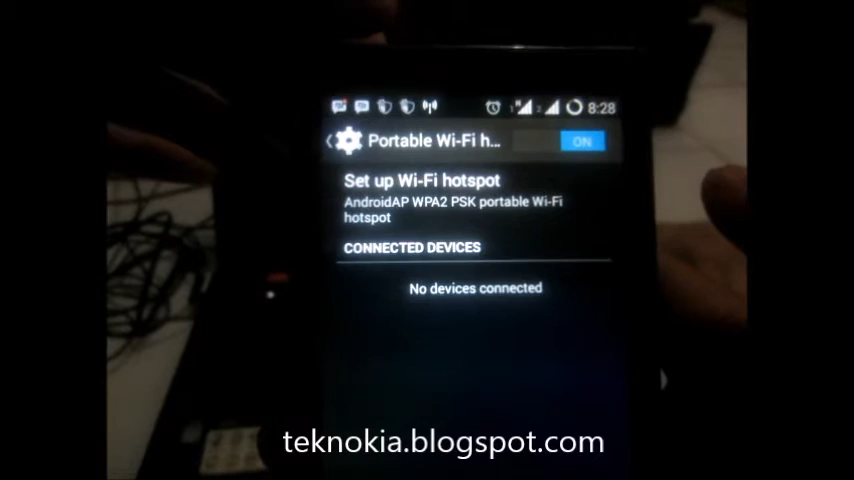 8:28
Portable Wi-Fi h...
ON
Set up Wi-Fi hotspot
AndroidAP WPA2 PSK portable Wi-Fi
hotspot
CONNECTED DEVICES
No devices connected
teknokia.blogspot.com